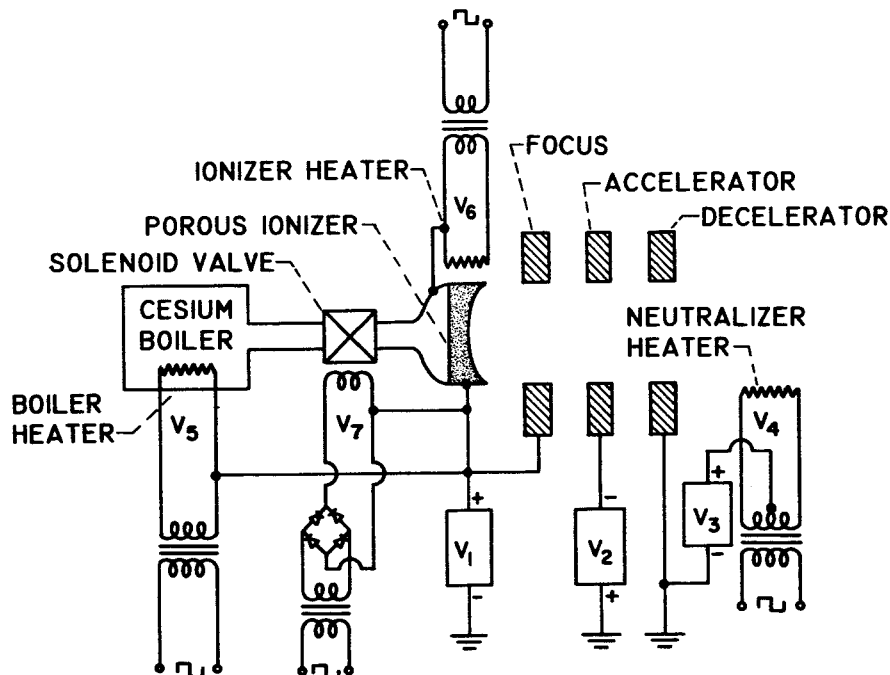 FOCUS
IONIZER HEATER
V6
ACCELERATOR
POROUS IONIZER
DECELERATOR
SOLENOID VALVE
CESIUM
BOILER
NEUTRALIZER
HEATER
BOILER
HEATER
V5
V7
V4
+
-
+
V1
V2
V3
-
+
-